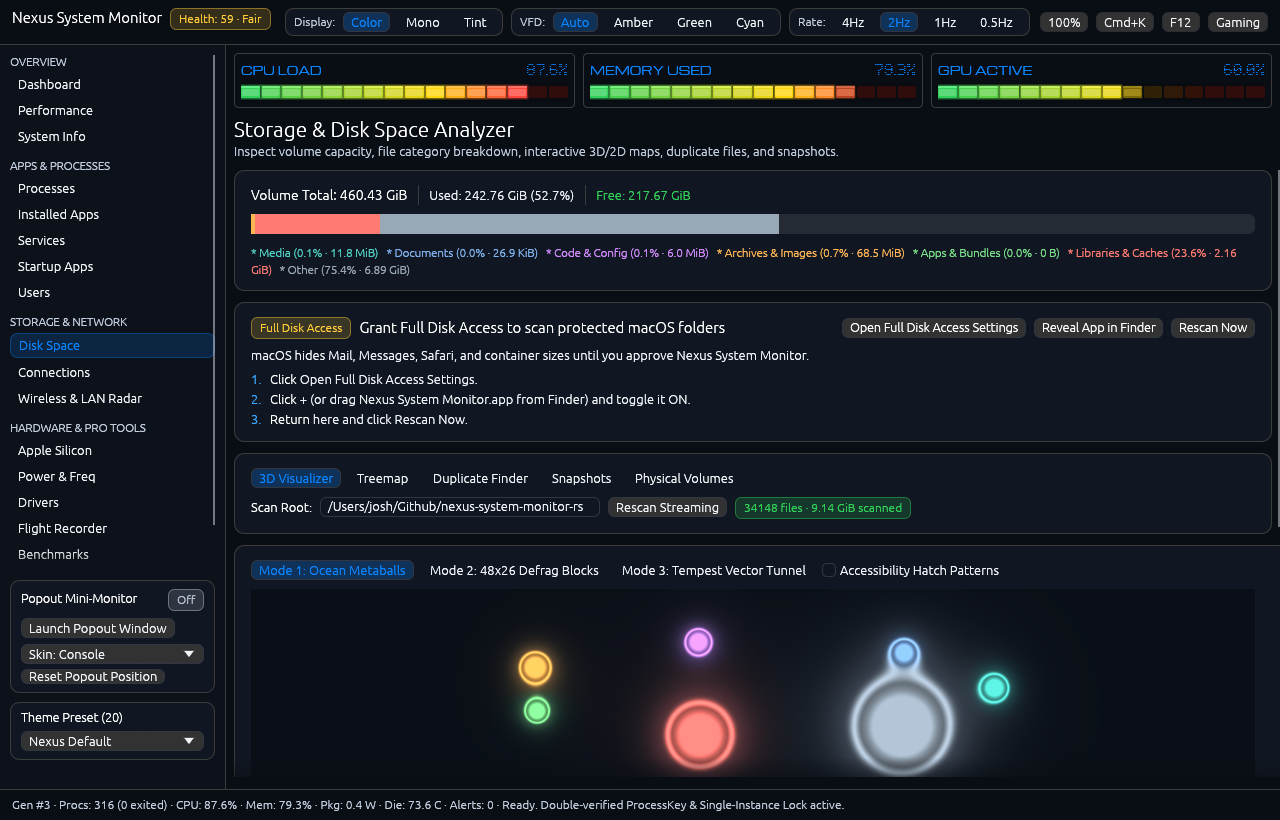 Nexus System Monitor
Health: 59 · Fair
Display: Color Mono Tint
VFD: Auto Amber Green Cyan
Rate: 4Hz 2Hz 1Hz 0.5Hz
100% Cmd+K F12 Gaming
OVERVIEW
Dashboard
Performance
System Info
APPS & PROCESSES
Processes
Installed Apps
Services
Startup Apps
Users
STORAGE & NETWORK
Disk Space
Connections
Wireless & LAN Radar
HARDWARE & PRO TOOLS
Apple Silicon
Power & Freq
Drivers
Flight Recorder
Benchmarks
Popout Mini-Monitor Off
Launch Popout Window
Skin: Console
Reset Popout Position
Theme Preset (20)
Nexus Default
CPU LOAD 87.6%
MEMORY USED 79.3%
GPU ACTIVE 60.0%
Storage & Disk Space Analyzer
Inspect volume capacity, file category breakdown, interactive 3D/2D maps, duplicate files, and snapshots.
Volume Total: 460.43 GiB Used: 242.76 GiB (52.7%) Free: 217.67 GiB
* Media (0.1% · 11.8 MiB) * Documents (0.0% · 26.9 KiB) * Code & Config (0.1% · 6.0 MiB) * Archives & Images (0.7% · 68.5 MiB) * Apps & Bundles (0.0% · 0 B) * Libraries & Caches (23.6% · 2.16
GiB) * Other (75.4% · 6.89 GiB)
Full Disk Access Grant Full Disk Access to scan protected macOS folders
Open Full Disk Access Settings Reveal App in Finder Rescan Now
macOS hides Mail, Messages, Safari, and container sizes until you approve Nexus System Monitor.
1. Click Open Full Disk Access Settings.
2. Click + (or drag Nexus System Monitor.app from Finder) and toggle it ON.
3. Return here and click Rescan Now.
3D Visualizer Treemap Duplicate Finder Snapshots Physical Volumes
Scan Root: /Users/josh/Github/nexus-system-monitor-rs Rescan Streaming 34148 files · 9.14 GiB scanned
Mode 1: Ocean Metaballs Mode 2: 48x26 Defrag Blocks Mode 3: Tempest Vector Tunnel Accessibility Hatch Patterns
Gen #3 · Procs: 316 (0 exited) · CPU: 87.6% · Mem: 79.3% · Pkg: 0.4 W · Die: 73.6 C · Alerts: 0 · Ready. Double-verified ProcessKey & Single-Instance Lock active.